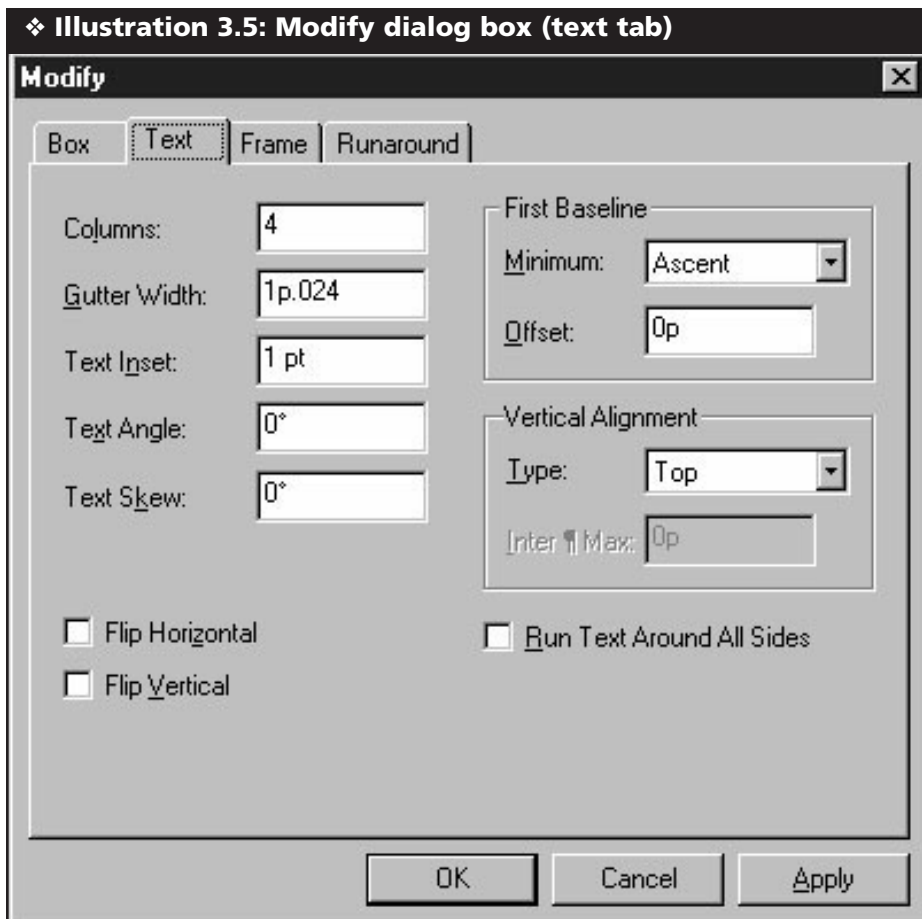 ❖ Illustration 3.5: Modify dialog box (text tab)
Modify
Box Text Frame Runaround
Columns: 4
Gutter Width: 1p.024
Text Inset: 1 pt
Text Angle: 0°
Text Skew: 0°
First Baseline
Minimum: Ascent
Offset: 0p
Vertical Alignment
Type: Top
Inter ¶ Max: 0p
Flip Horizontal
Flip Vertical
Run Text Around All Sides
OK Cancel Apply